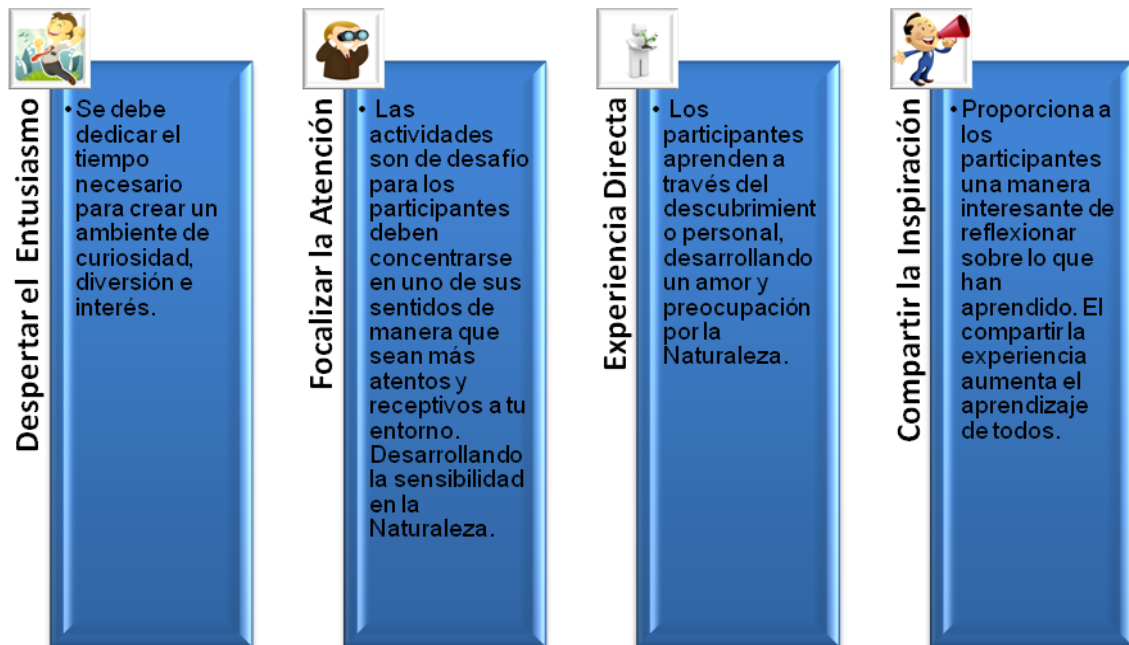 Despertar el Entusiasmo
• Se debe
dedicar el
tiempo
necesario
para crear un
ambiente de
curiosidad,
diversión e
interés.
Focalizar la Atención
• Las
actividades
son de desafío
para los
participantes
deben
concentrarse
en uno de sus
sentidos de
manera que
sean más
atentos y
receptivos a tu
entorno.
Desarrollando
la sensibilidad
en la
Naturaleza.
Experiencia Directa
• Los
participantes
aprenden a
través del
descubrimient
o personal,
desarrollando
un amor y
preocupación
por la
Naturaleza.
Compartir la Inspiración
• Proporciona a
los
participantes
una manera
interesante de
reflexionar
sobre lo que
han
aprendido. El
compartir la
experiencia
aumenta el
aprendizaje
de todos.